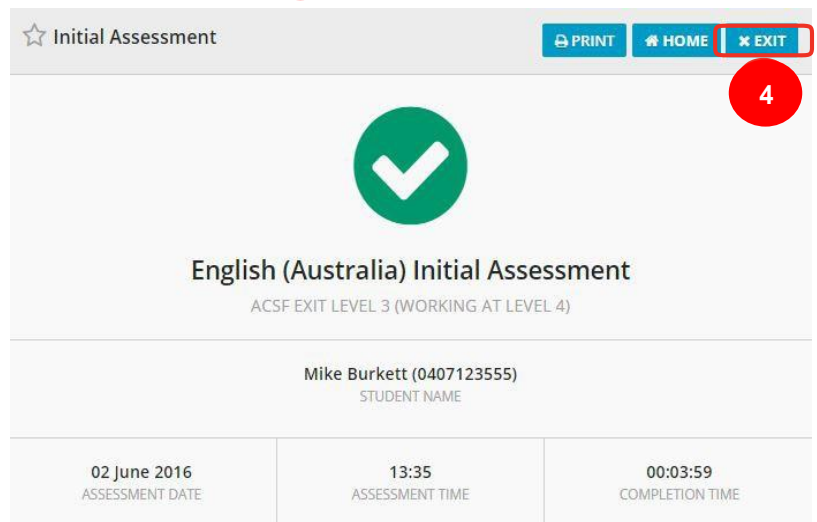 Initial Assessment
PRINT
HOME
EXIT
4
English (Australia) Initial Assessment
ACSF EXIT LEVEL 3 (WORKING AT LEVEL 4)
Mike Burkett (0407123555)
STUDENT NAME
02 June 2016
ASSESSMENT DATE
13:35
ASSESSMENT TIME
00:03:59
COMPLETION TIME